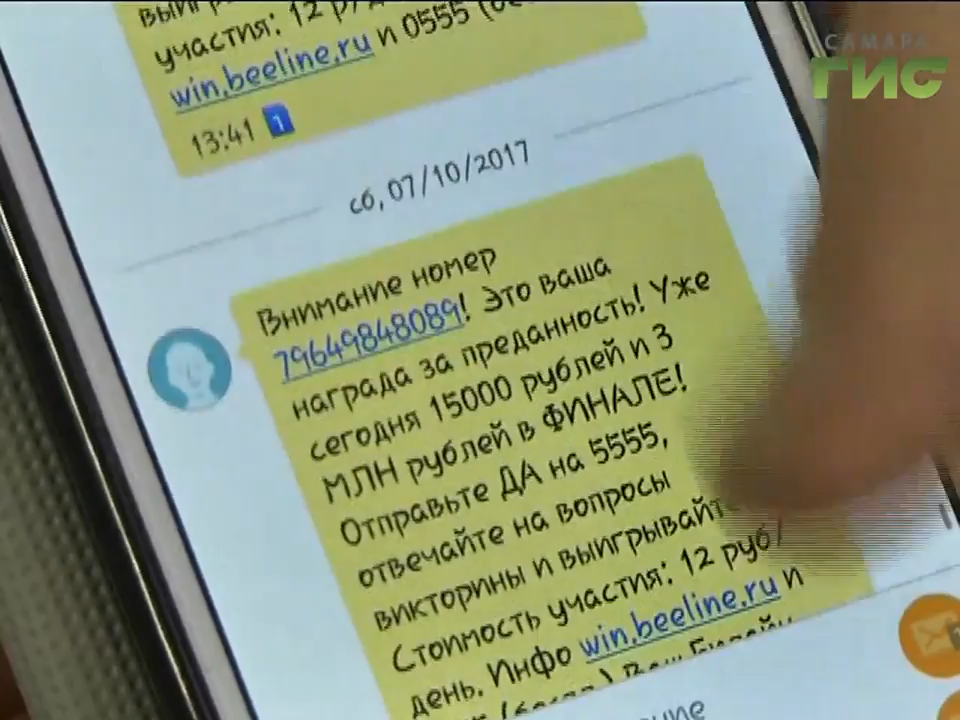 участия: 12
win.beeline.ru и 0555
13:41 1
САМАРА
ГИС
сб, 07/10/2017
Внимание номер
79649848089! Это ваша
награда за преданность! Уже
сегодня 15000 рублей и 3
МЛН рублей в ФИНАЛЕ!
Отправьте ДА на 5555,
отвечайте на вопросы
викторины и выигрывайт
Стоимость участия: 12 руб/
день. Инфо win.beeline.ru и